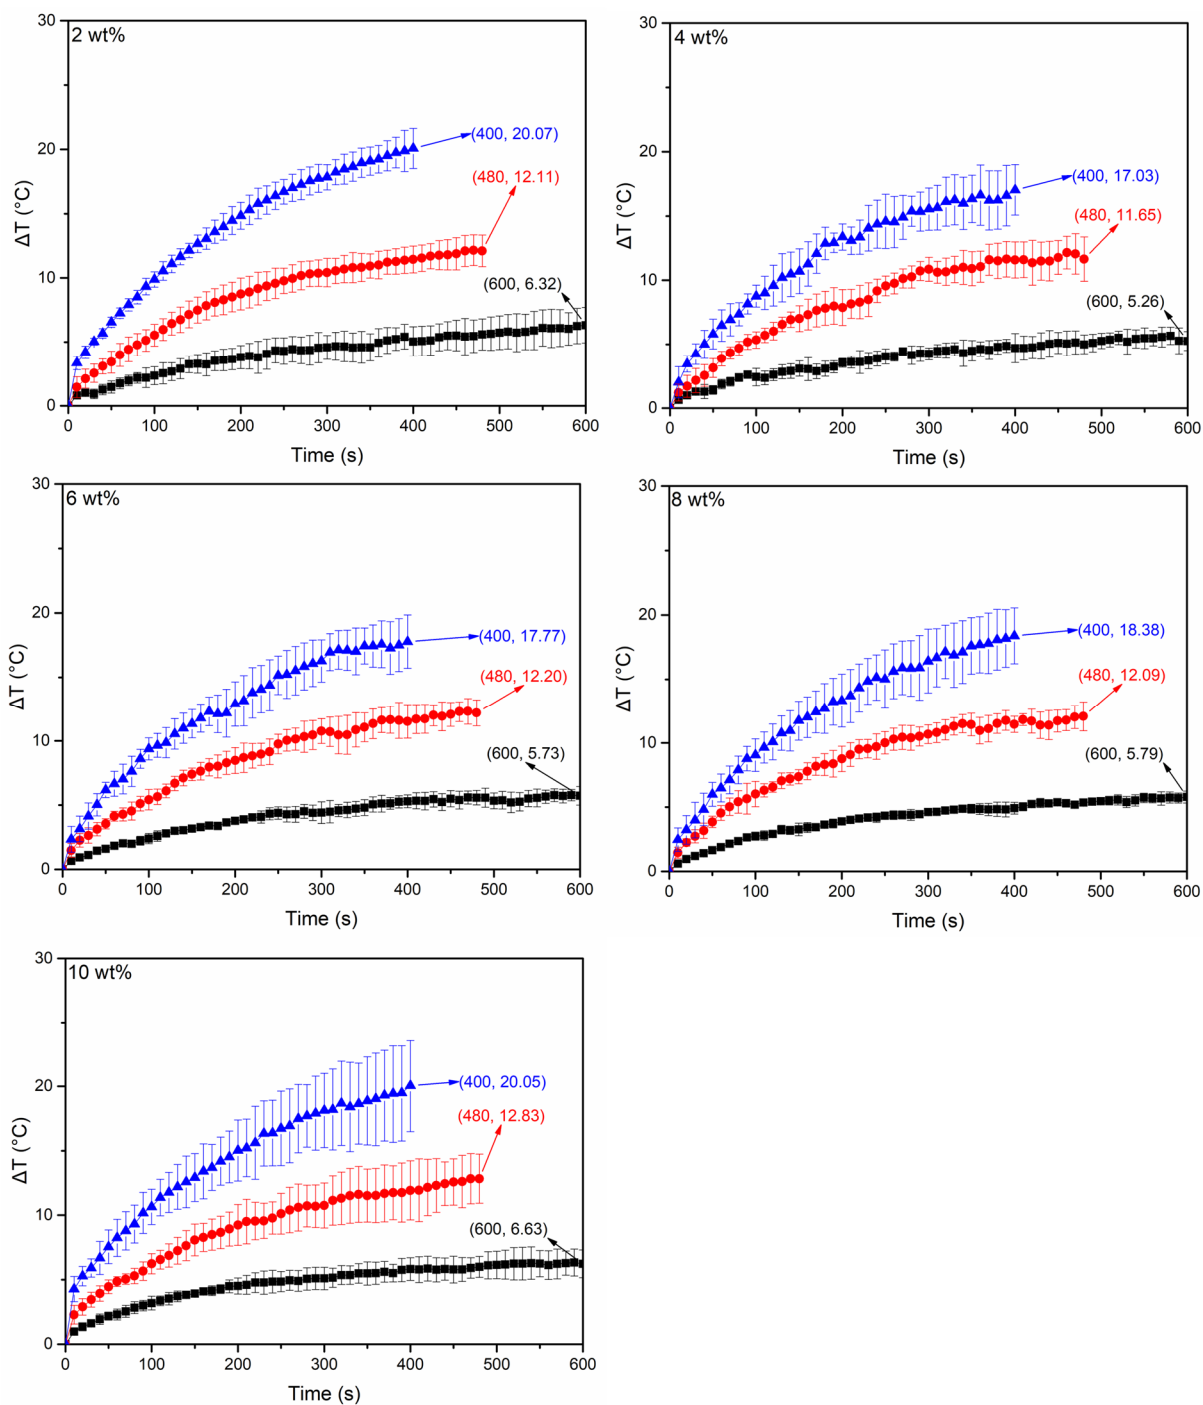 2 wt%
30
20
10
0
ΔT (°C)
(400, 20.07)
(480, 12.11)
(600, 6.32)
0 100 200 300 400 500 600
Time (s)
4 wt%
30
20
10
0
ΔT (°C)
(400, 17.03)
(480, 11.65)
(600, 5.26)
0 100 200 300 400 500 600
Time (s)
6 wt%
30
20
10
0
ΔT (°C)
(400, 17.77)
(480, 12.20)
(600, 5.73)
0 100 200 300 400 500 600
Time (s)
8 wt%
30
20
10
0
ΔT (°C)
(400, 18.38)
(480, 12.09)
(600, 5.79)
0 100 200 300 400 500 600
Time (s)
10 wt%
30
20
10
0
ΔT (°C)
(400, 20.05)
(480, 12.83)
(600, 6.63)
0 100 200 300 400 500 600
Time (s)